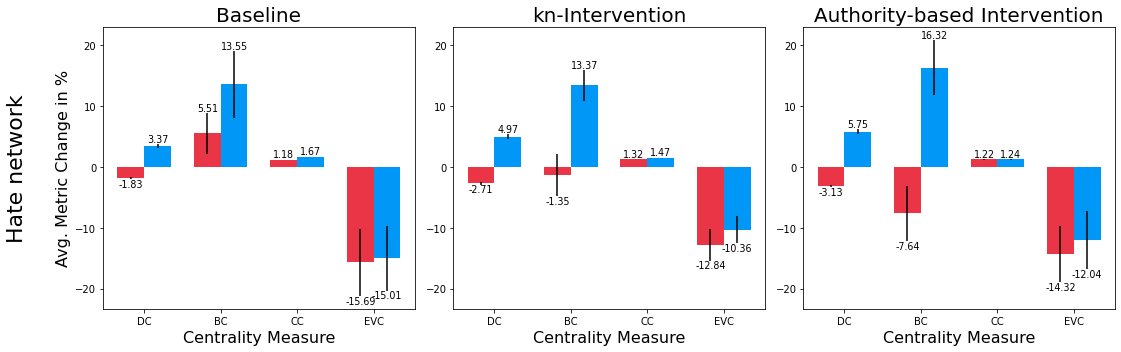 Baseline
kn-Intervention
Authority-based Intervention
Hate network
Avg. Metric Change in %
20
10
0
−10
−20
-1.83
3.37
5.51
13.55
1.18
1.67
-15.69
-15.01
DC
BC
CC
EVC
Centrality Measure
20
10
0
−10
−20
-2.71
4.97
-1.35
13.37
1.32
1.47
-12.84
-10.36
DC
BC
CC
EVC
Centrality Measure
20
10
0
−10
−20
-3.13
5.75
-7.64
16.32
1.22
1.24
-14.32
-12.04
DC
BC
CC
EVC
Centrality Measure